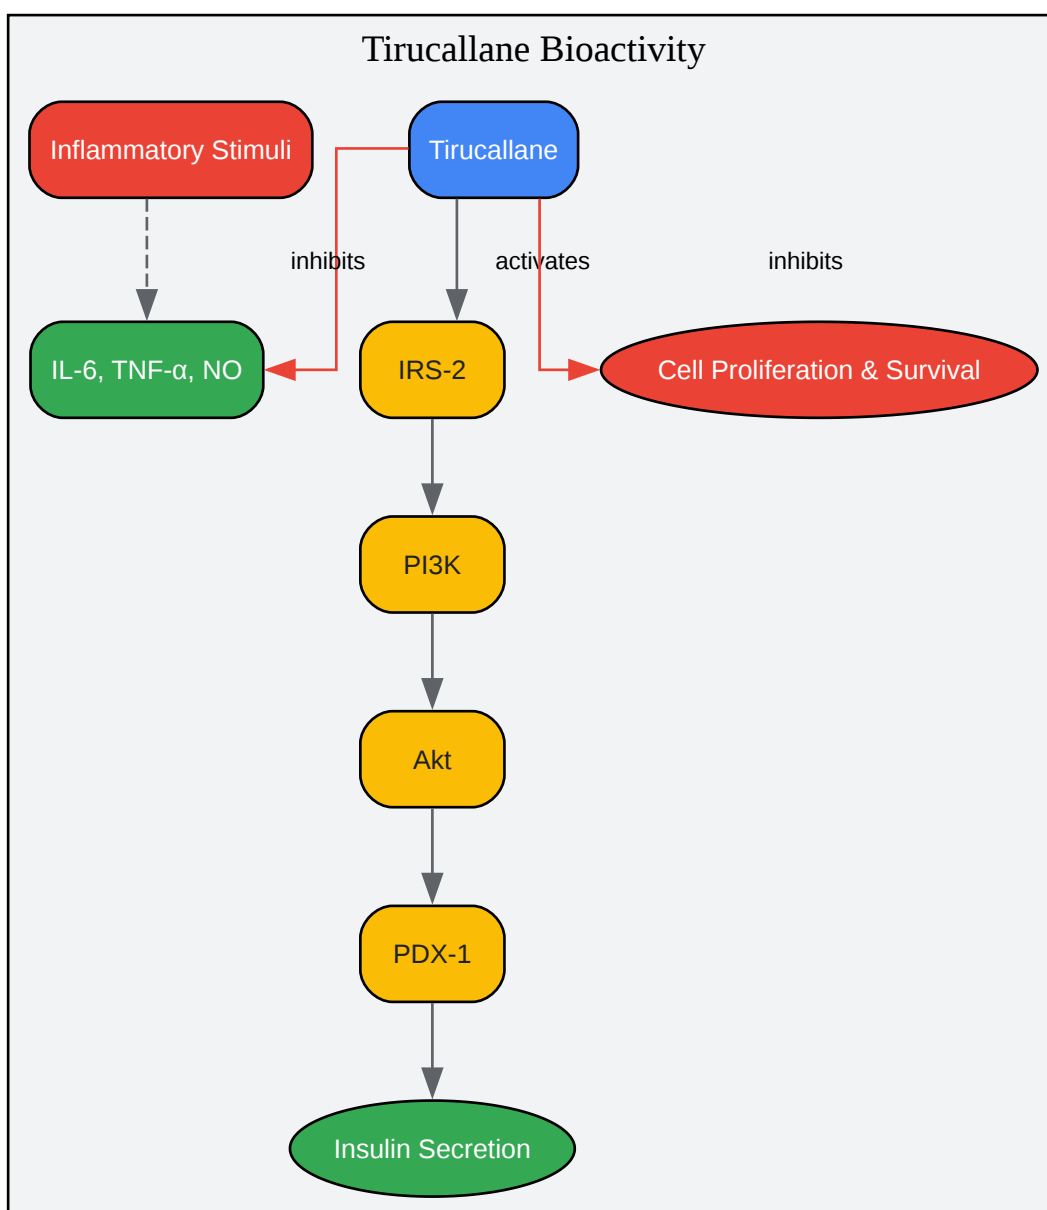 Tirucallane Bioactivity
Inflammatory Stimuli
Tirucallane
inhibits
activates
inhibits
IL-6, TNF-α, NO
IRS-2
Cell Proliferation & Survival
PI3K
Akt
PDX-1
Insulin Secretion